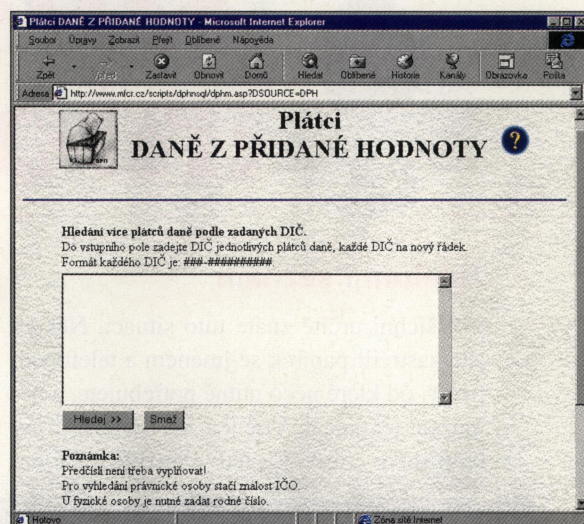 Plátci DANĚ Z PŘIDANÉ HODNOTY - Microsoft Internet Explorer
Soubor Úpravy Zobrazit Přejít Oblíbené Nápověda
Zpět Vpřed Zastavit Obnovit Domů Hledat Oblíbené Historie Kanály Obrazovka Pošta
Adresa http://www.mfcr.cz/scripts/dphnsql/dphm.asp?DSOURCE=DPH
Plátci
DANĚ Z PŘIDANÉ HODNOTY ?
Hledání více plátců daně podle zadaných DIČ.
Do vstupního pole zadejte DIČ jednotlivých plátců daně, každé DIČ na nový řádek.
Formát každého DIČ je: ###-##########.
Hledej >> Smaž
Poznámka:
Předčíslí není třeba vyplňovat!
Pro vyhledání právnické osoby stačí znalost IČO.
U fyzické osoby je nutné zadat rodné číslo.
Hotovo Zóna sítě Internet